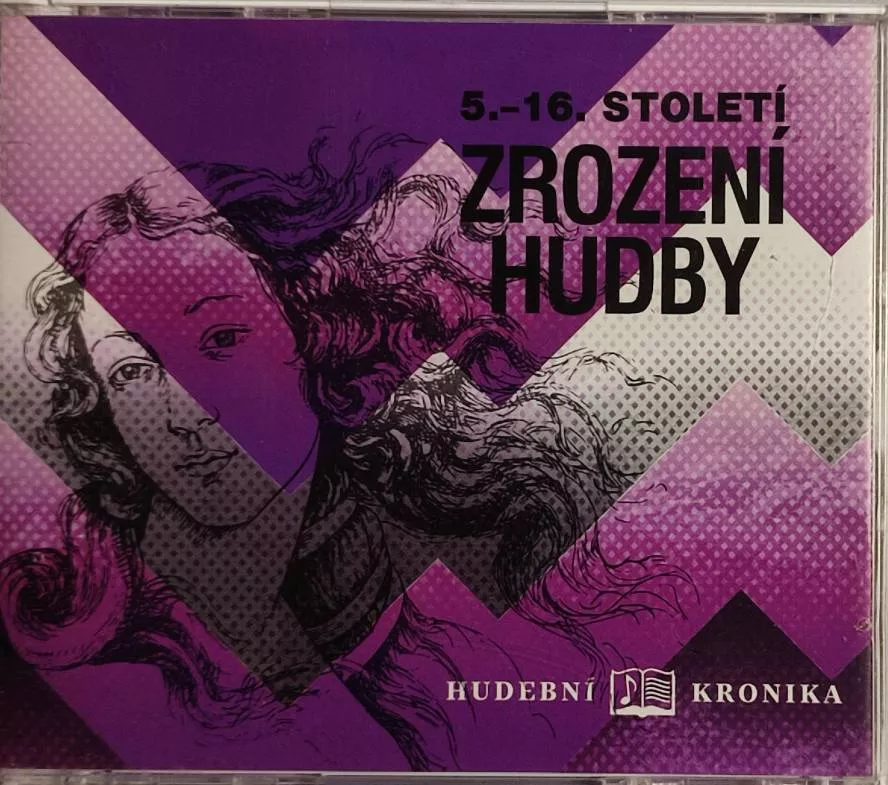 5.–16. STOLETÍ
ZROZENÍ
HUDBY
HUDEBNÍ KRONIKA